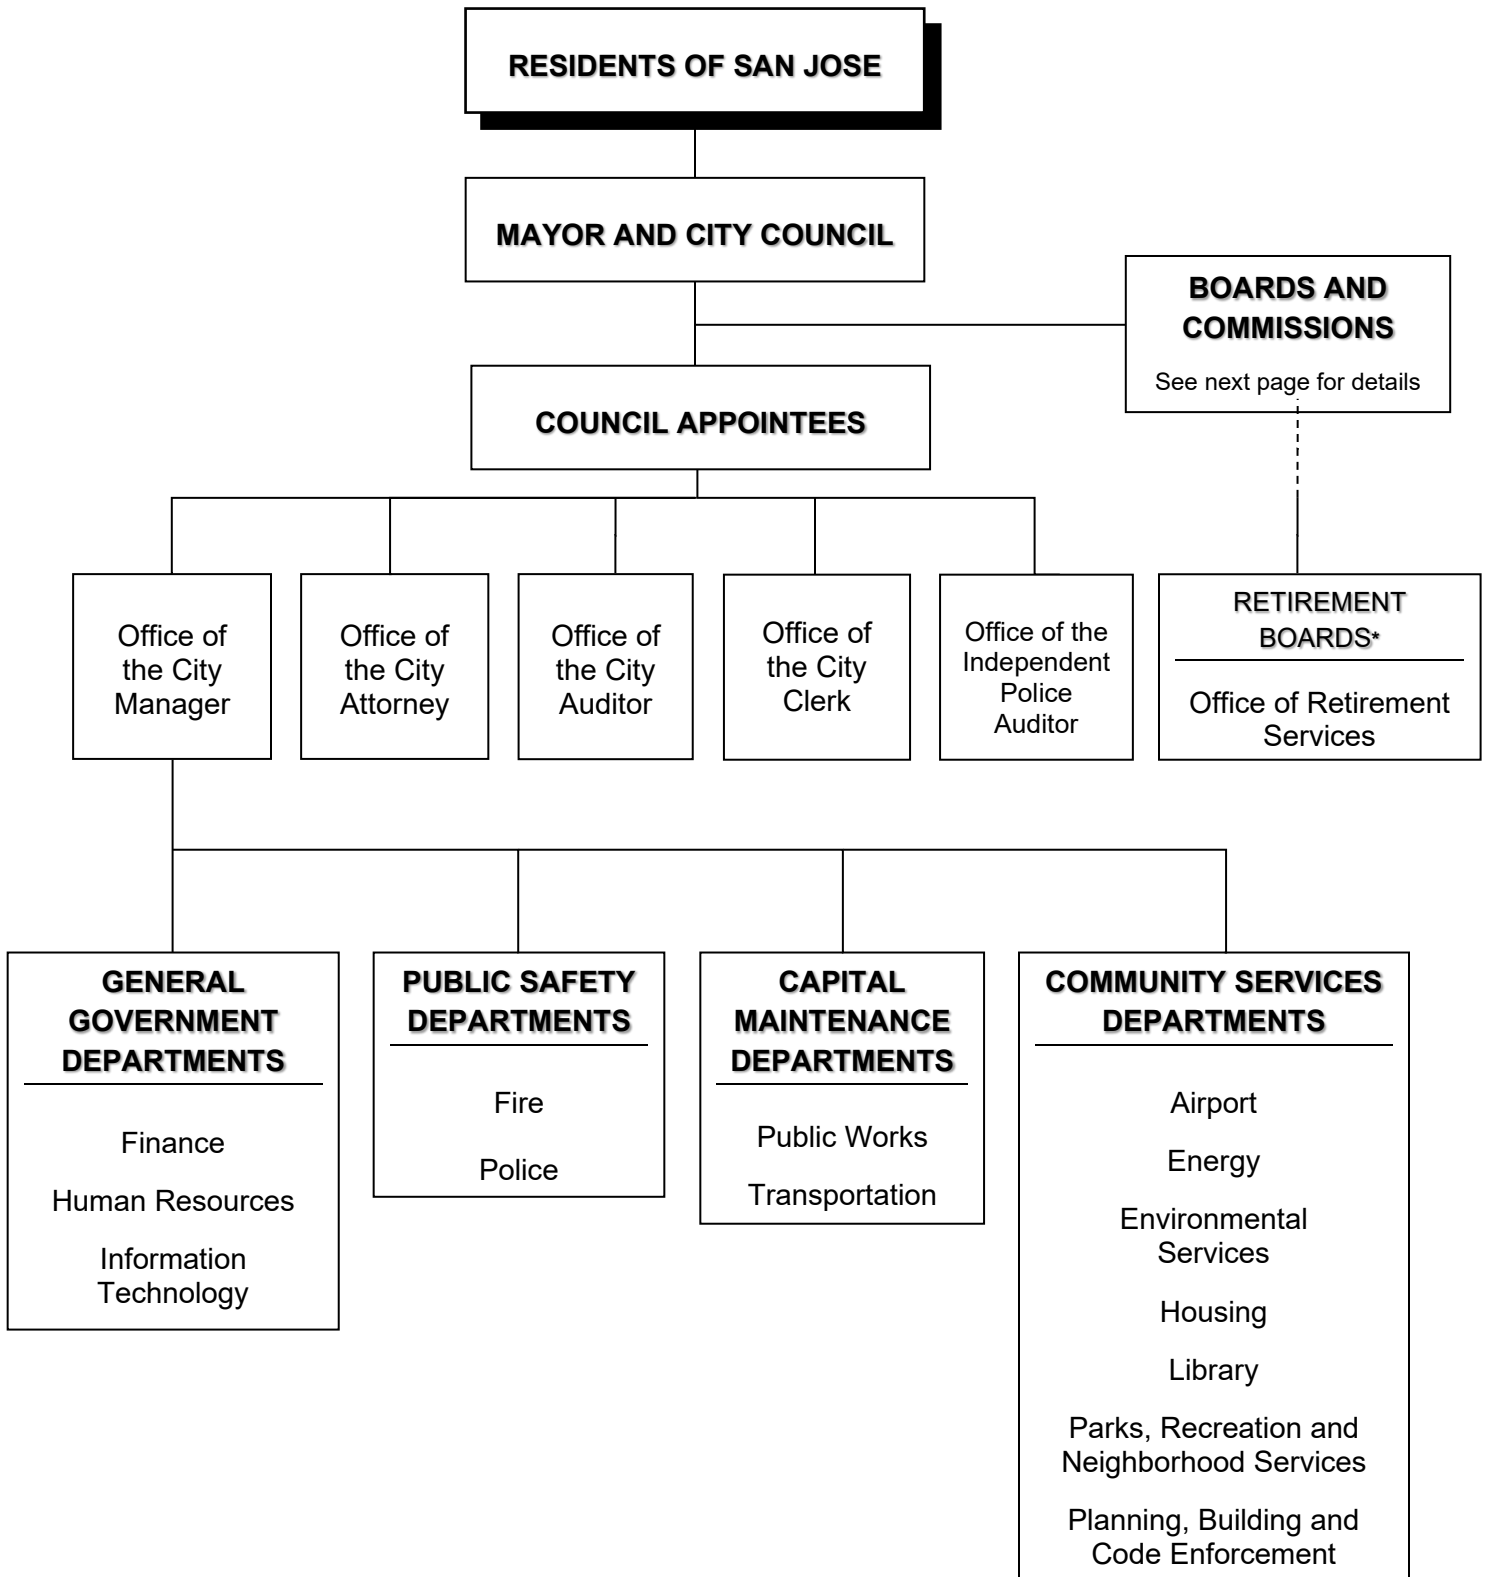 RESIDENTS OF SAN JOSE
MAYOR AND CITY COUNCIL
BOARDS AND
COMMISSIONS
See next page for details
COUNCIL APPOINTEES
Office of
the City
Manager
Office of
the City
Attorney
Office of
the City
Auditor
Office of
the City
Clerk
Office of the
Independent
Police
Auditor
RETIREMENT
BOARDS*
Office of Retirement
Services
GENERAL
GOVERNMENT
DEPARTMENTS
Finance
Human Resources
Information
Technology
PUBLIC SAFETY
DEPARTMENTS
Fire
Police
CAPITAL
MAINTENANCE
DEPARTMENTS
Public Works
Transportation
COMMUNITY SERVICES
DEPARTMENTS
Airport
Energy
Environmental
Services
Housing
Library
Parks, Recreation and
Neighborhood Services
Planning, Building and
Code Enforcement